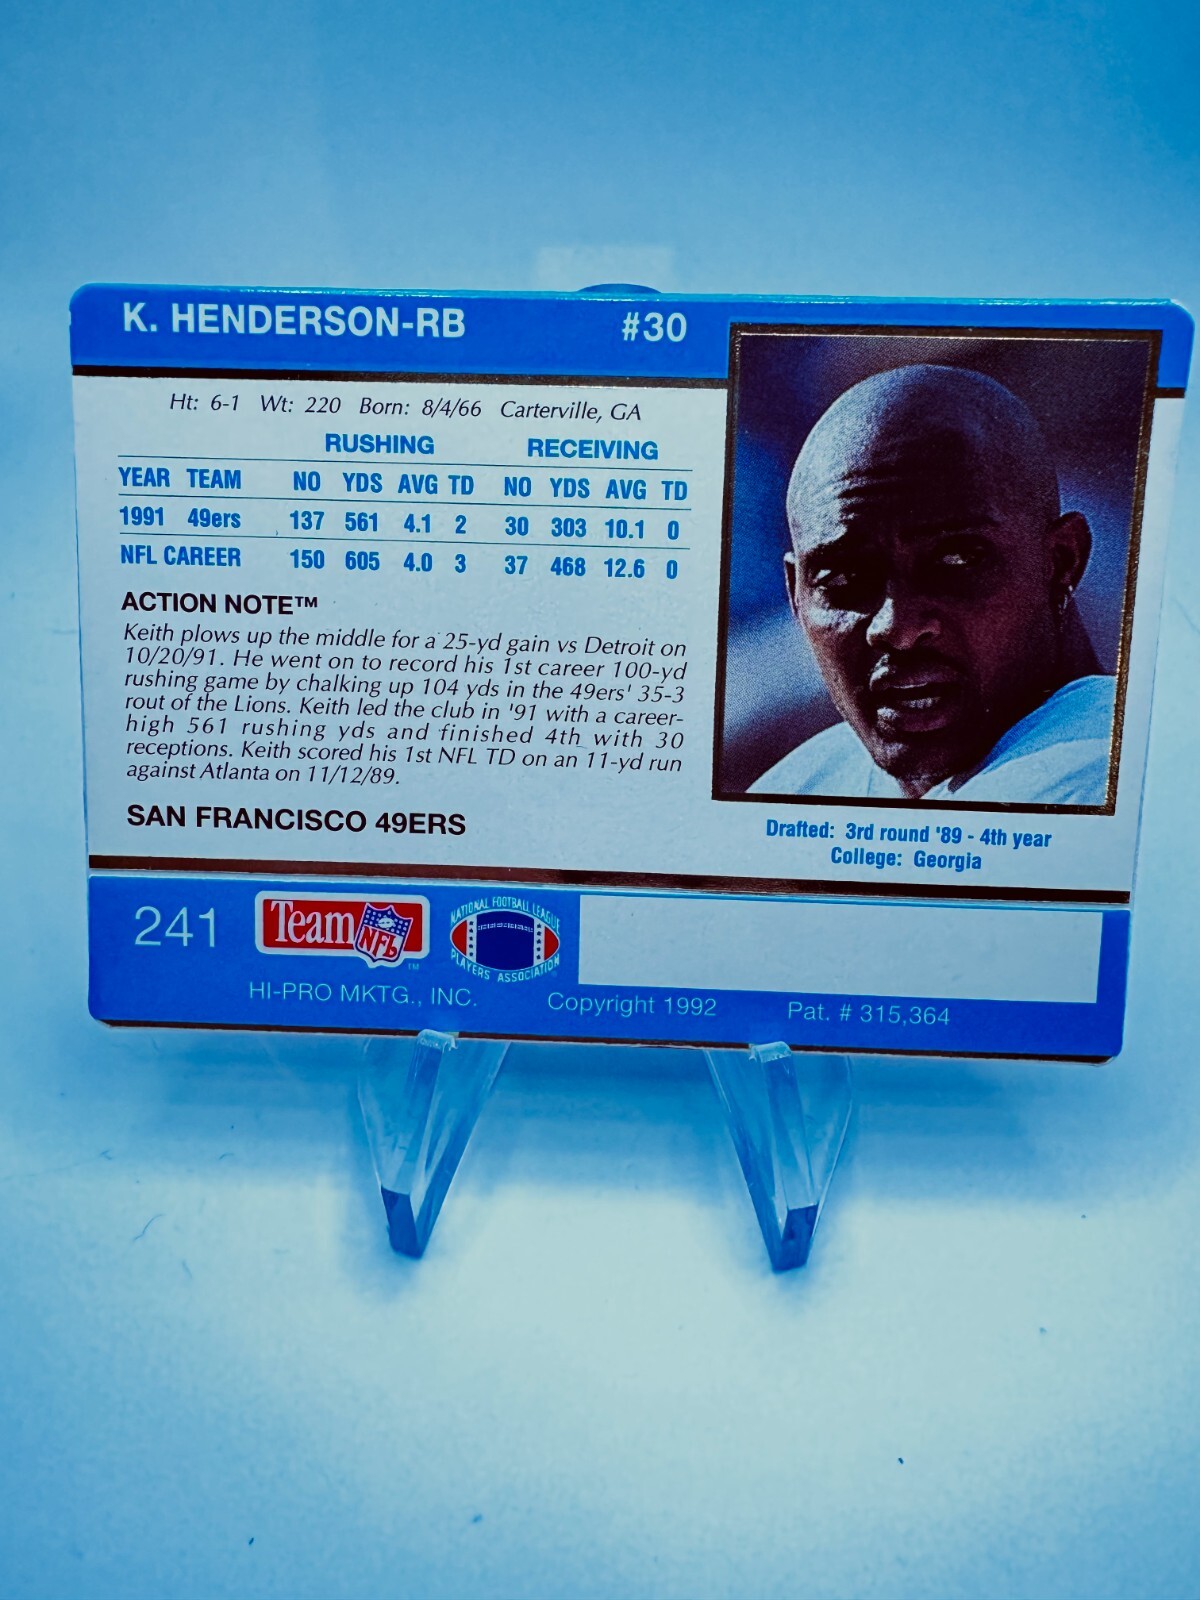 K. HENDERSON-RB #30
Ht: 6-1 Wt: 220 Born: 8/4/66 Carterville, GA
RUSHING RECEIVING
YEAR TEAM NO YDS AVG TD NO YDS AVG TD
1991 49ers 137 561 4.1 2 30 303 10.1 0
NFL CAREER 150 605 4.0 3 37 468 12.6 0
ACTION NOTE™
Keith plows up the middle for a 25-yd gain vs Detroit on
10/20/91. He went on to record his 1st career 100-yd
rushing game by chalking up 104 yds in the 49ers' 35-3
rout of the Lions. Keith led the club in '91 with a career-
high 561 rushing yds and finished 4th with 30
receptions. Keith scored his 1st NFL TD on an 11-yd run
against Atlanta on 11/12/89.
SAN FRANCISCO 49ERS
Drafted: 3rd round '89 - 4th year
College: Georgia
241
Team NFL ™
NATIONAL FOOTBALL LEAGUE
PLAYERS ASSOCIATION
HI-PRO MKTG., INC. Copyright 1992 Pat. # 315,364